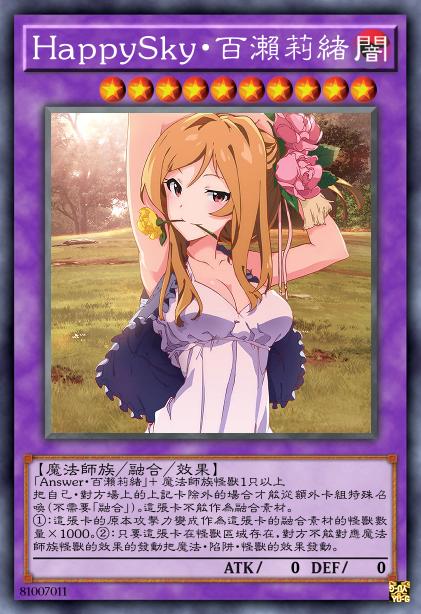 HappySky・百瀬莉緒
闇
【魔法師族／融合／效果】
「Answer・百瀬莉緒」+ 魔法師族怪獸1只以上
把自己・對方場上的上記卡除外的場合才能從額外卡組特殊召
喚(不需要「融合」)。這張卡不能作為融合素材。
①：這張卡的原本攻擊力變成作為這張卡的融合素材的怪獸數
量×1000。②：只要這張卡在怪獸區域存在，對方不能對應魔法
師族怪獸的效果的發動把魔法・陷阱・怪獸的效果發動。
ATK/ 0 DEF/ 0
81007011